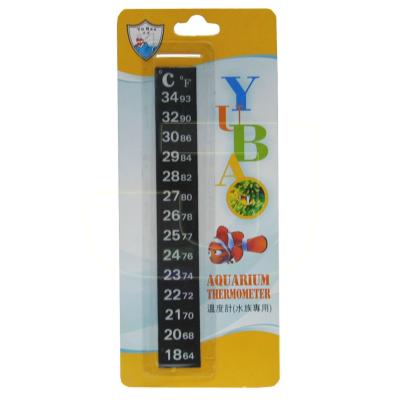 Yu Bao
°C °F
34 93
32 90
30 86
29 84
28 82
27 80
26 78
25 77
24 76
23 74
22 72
21 70
20 68
18 64
YUBAO
AQUARIUM
THERMOMETER
溫度計(水族專用)